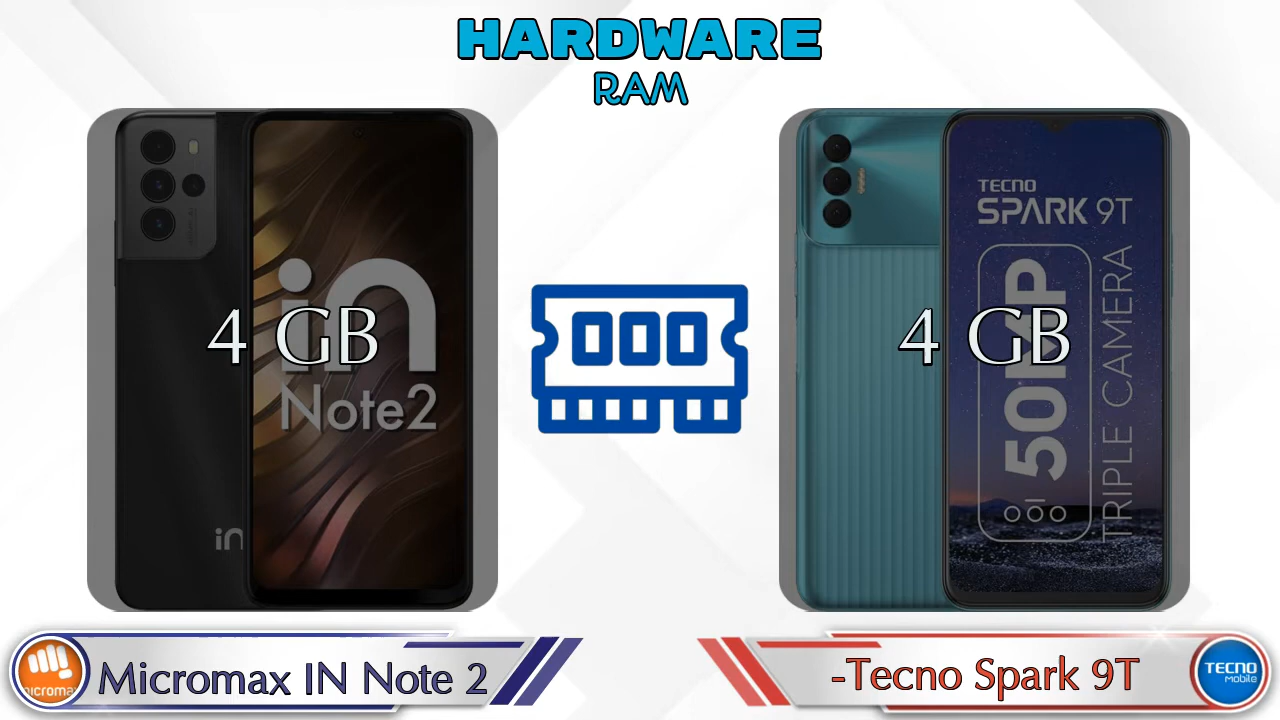 HARDWARE
RAM
4 GB
in
Note2
in
TECNO
SPARK 9T
4 GB
50MP
TRIPLE CAMERA
micromax
Micromax IN Note 2
-Tecno Spark 9T
TECNO
Mobile